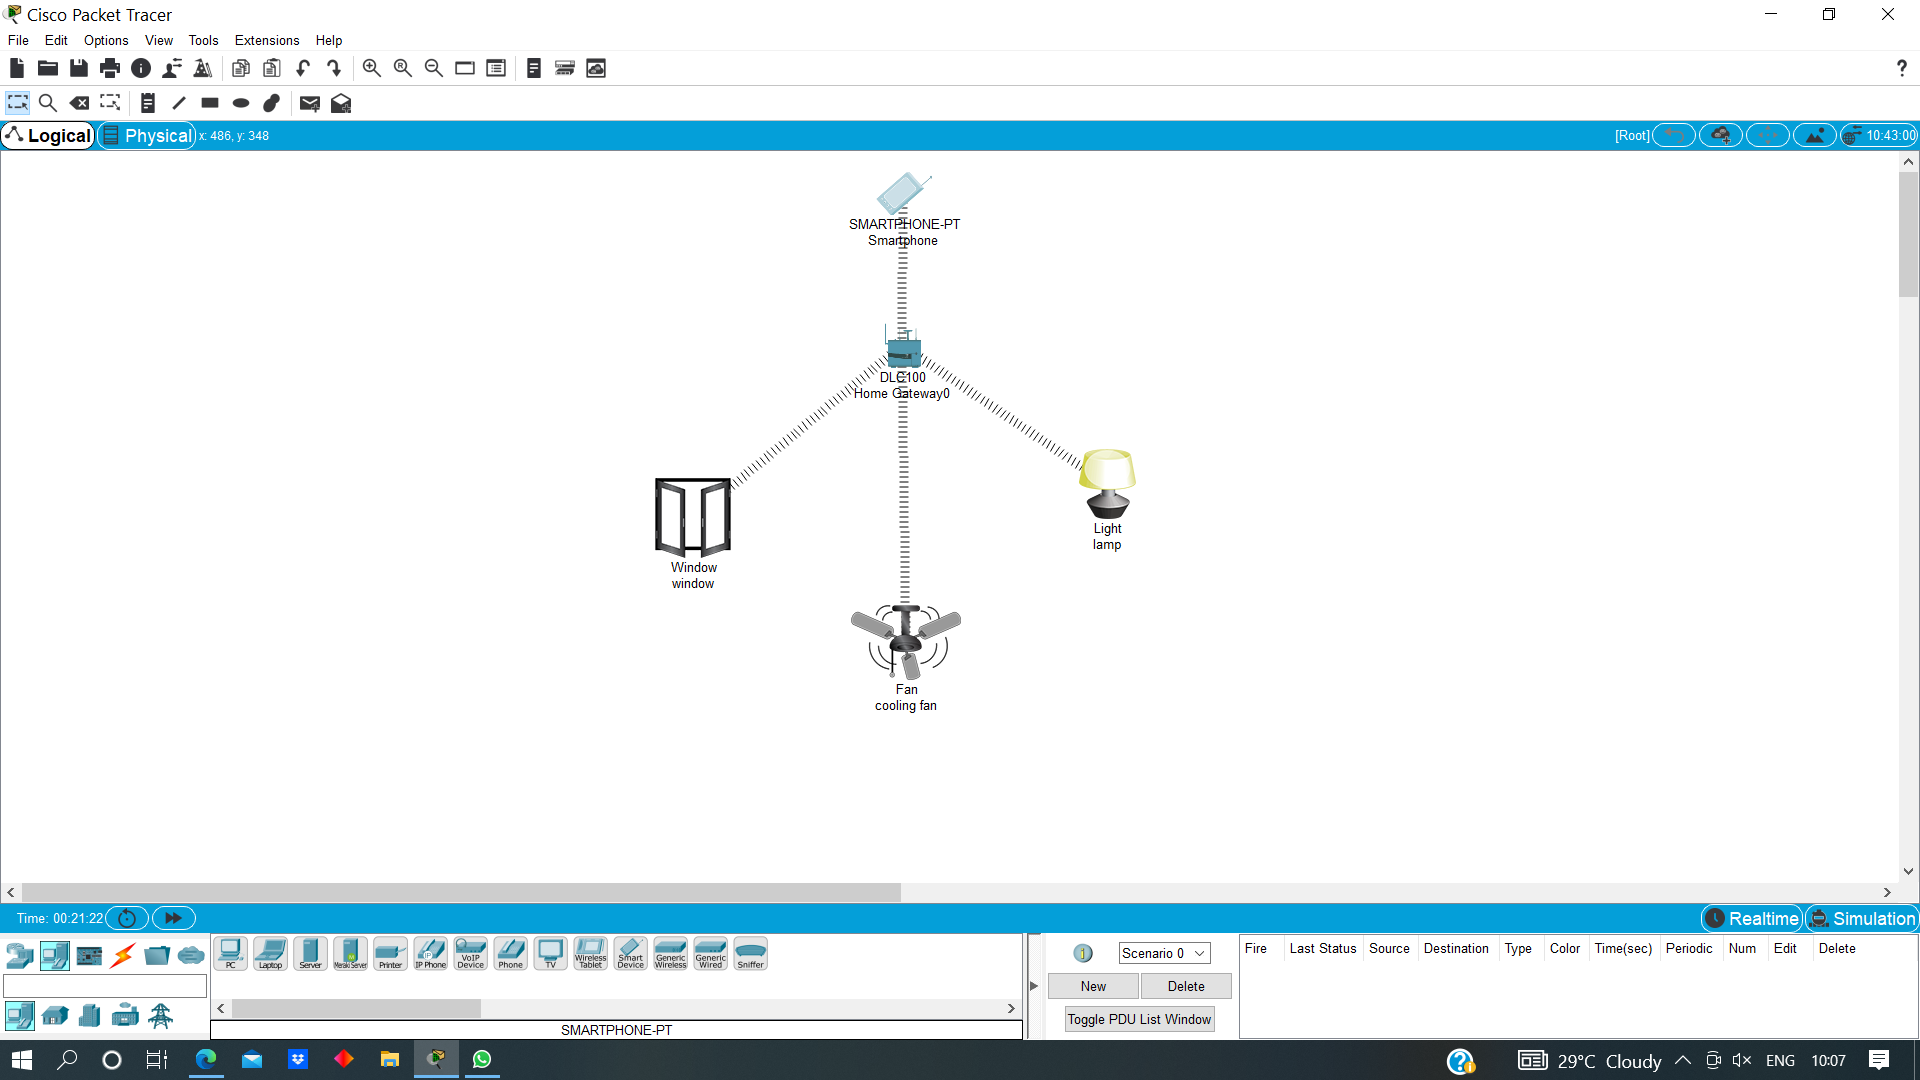 Cisco Packet Tracer
File Edit Options View Tools Extensions Help
?
Logical Physical x: 486, y: 348 [Root] 10:43:00
SMARTPHONE-PT
Smartphone
DLC100
Home Gateway0
Window
window
Light
lamp
Fan
cooling fan
Time: 00:21:22 Realtime Simulation
PC Laptop Server Meraki Server Printer IP Phone VoIP Device Phone TV Wireless Tablet Smart Device Generic Wireless Generic Wired Sniffer
SMARTPHONE-PT
Scenario 0
New Delete
Toggle PDU List Window
Fire Last Status Source Destination Type Color Time(sec) Periodic Num Edit Delete
29°C Cloudy ENG 10:07